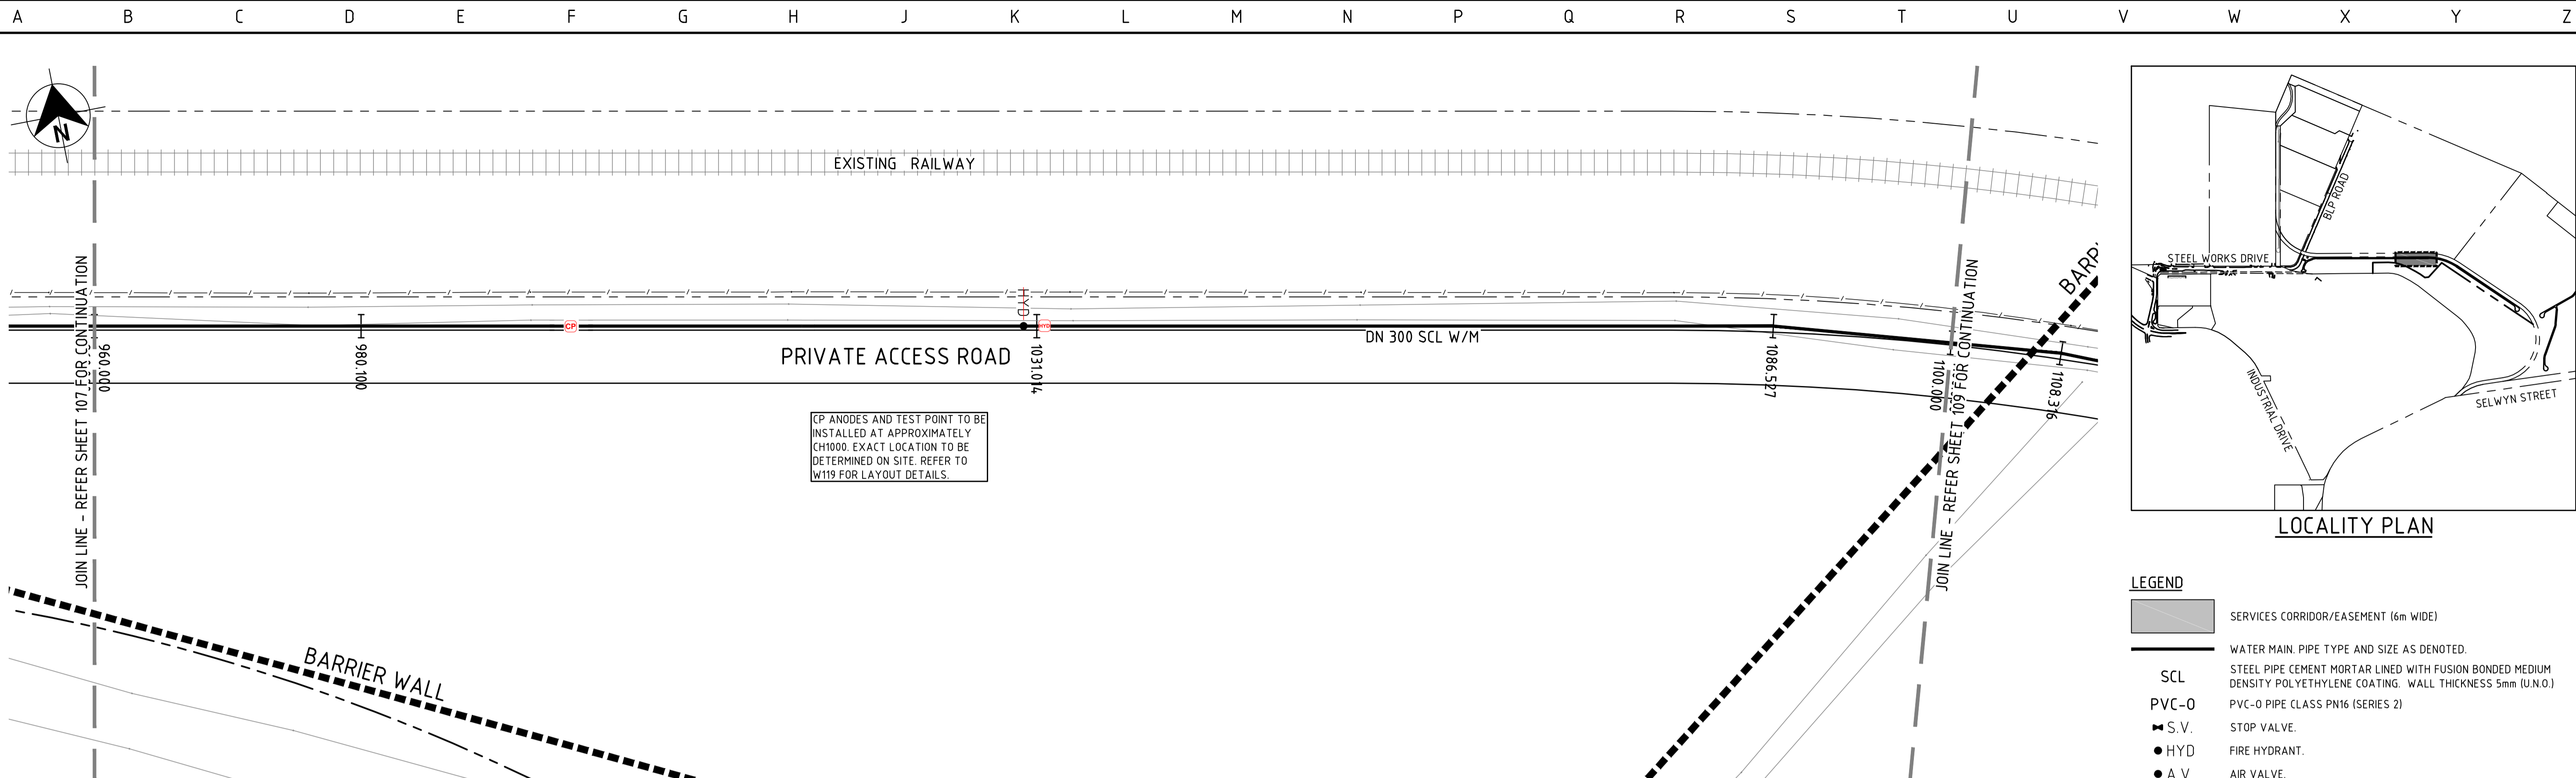 A B C D E F G H J K L M N P Q R S T U V W X Y Z
N
EXISTING RAILWAY
JOIN LINE - REFER SHEET 107 FOR CONTINUATION
960.000
980.100
CP
HYD
HYD
1031.014
PRIVATE ACCESS ROAD
DN 300 SCL W/M
1086.527
1100.000
JOIN LINE - REFER SHEET 109 FOR CONTINUATION
1108.316
CP ANODES AND TEST POINT TO BE
INSTALLED AT APPROXIMATELY
CH1000. EXACT LOCATION TO BE
DETERMINED ON SITE. REFER TO
W119 FOR LAYOUT DETAILS.
BARRIER WALL
STEEL WORKS DRIVE
BLP ROAD
INDUSTRIAL DRIVE
SELWYN STREET
LOCALITY PLAN
LEGEND
SERVICES CORRIDOR/EASEMENT (6m WIDE)
WATER MAIN. PIPE TYPE AND SIZE AS DENOTED.
SCL STEEL PIPE CEMENT MORTAR LINED WITH FUSION BONDED MEDIUM
DENSITY POLYETHYLENE COATING. WALL THICKNESS 5mm (U.N.O.)
PVC-O PVC-O PIPE CLASS PN16 (SERIES 2)
S.V. STOP VALVE.
HYD FIRE HYDRANT.
A.V. AIR VALVE.